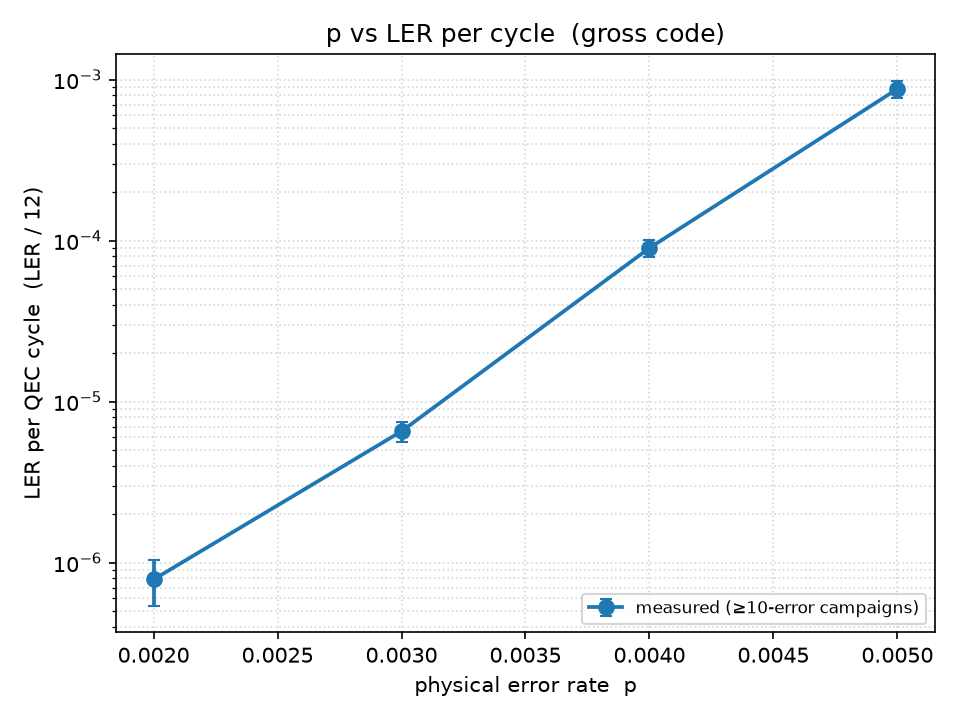 p vs LER per cycle  (gross code)
LER per QEC cycle  (LER / 12)
10⁻³
10⁻⁴
10⁻⁵
10⁻⁶
measured (≥10-error campaigns)
0.0020 0.0025 0.0030 0.0035 0.0040 0.0045 0.0050
physical error rate  p